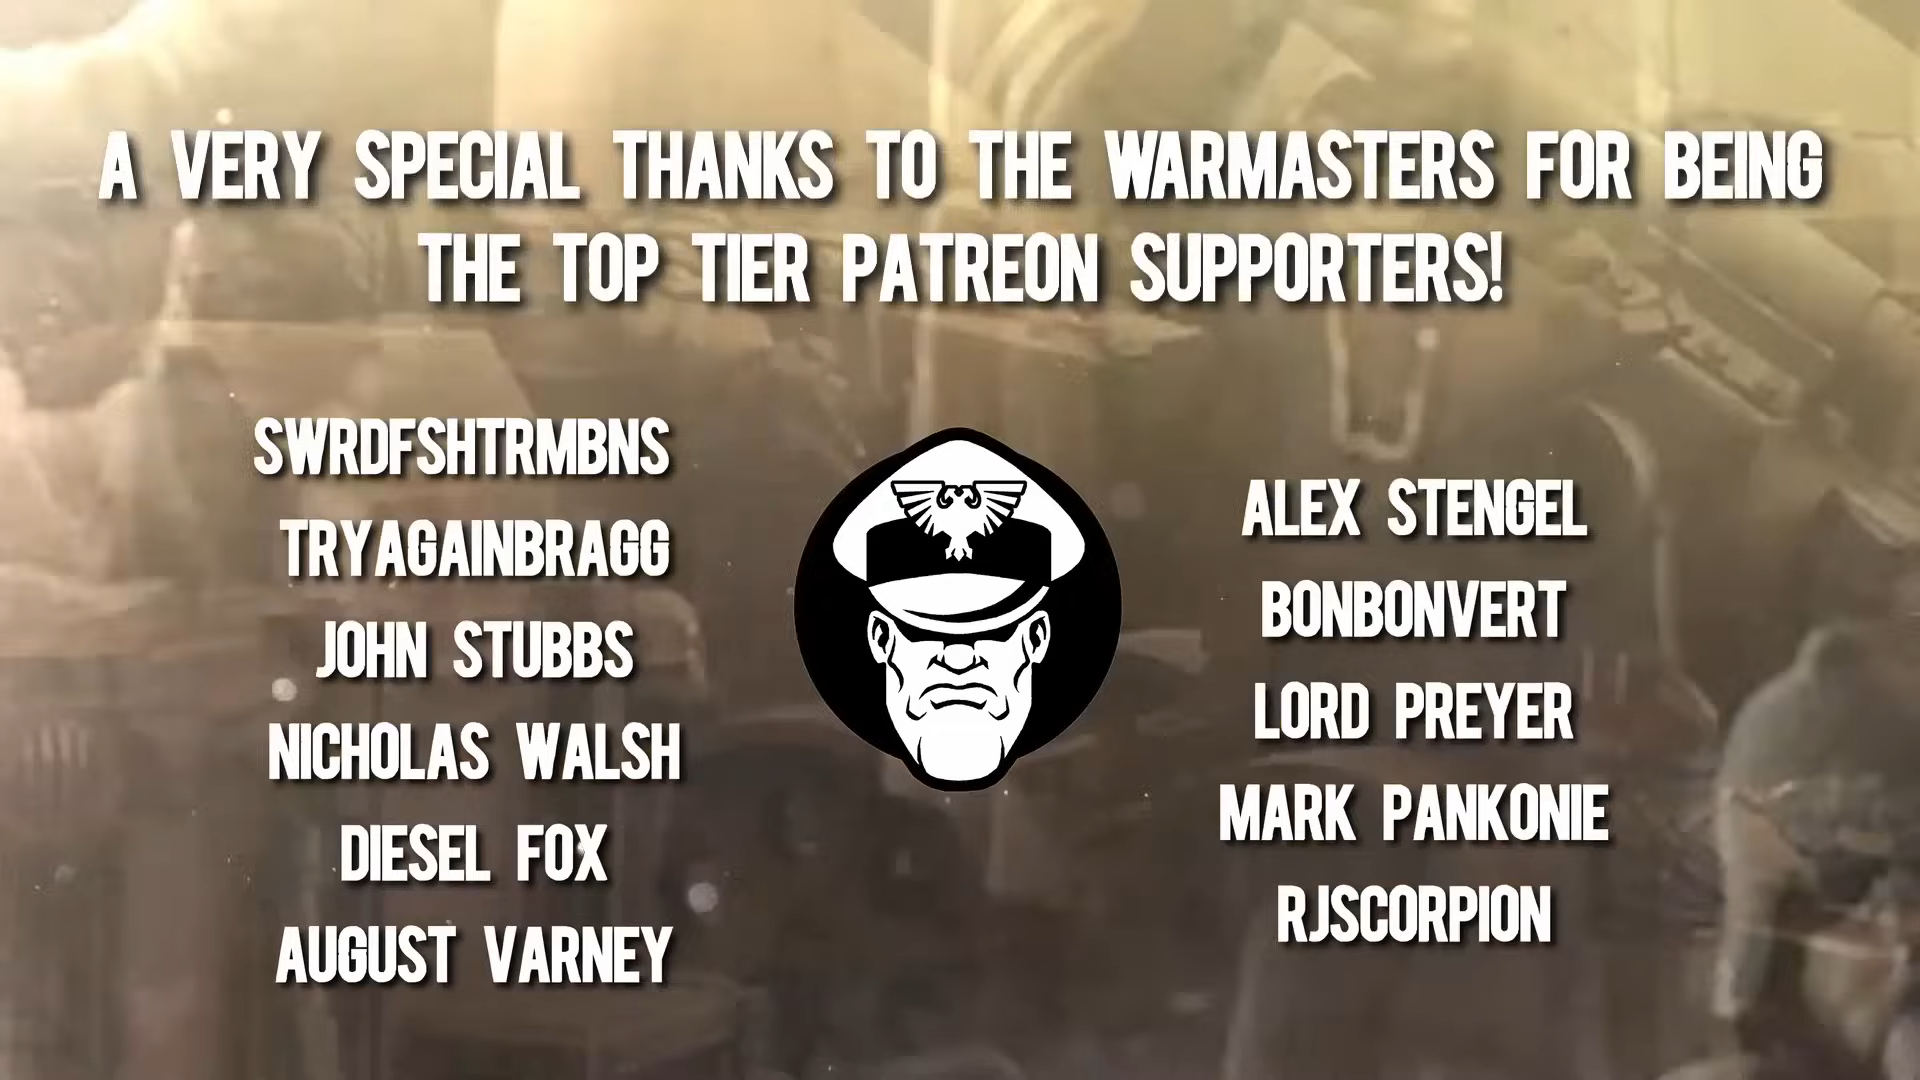 A VERY SPECIAL THANKS TO THE WARMASTERS FOR BEING
THE TOP TIER PATREON SUPPORTERS!
SWRDFSHTRMBNS
TRYAGAINBRAGG
JOHN STUBBS
NICHOLAS WALSH
DIESEL FOX
AUGUST VARNEY
ALEX STENGEL
BONBONVERT
LORD PREYER
MARK PANKONIE
RJSCORPION